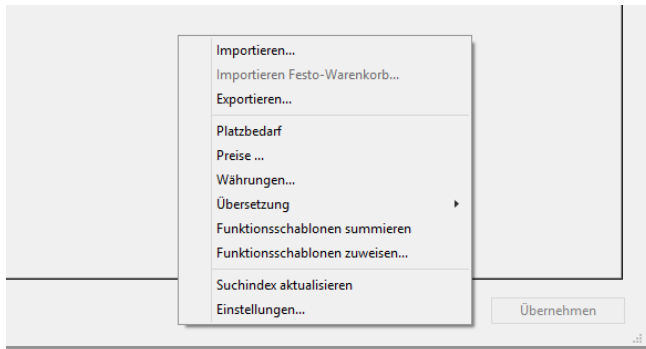 Importieren...
Importieren Festo-Warenkorb...
Exportieren...
Platzbedarf
Preise ...
Währungen...
Übersetzung
Funktionsschablonen summieren
Funktionsschablonen zuweisen...
Suchindex aktualisieren
Einstellungen...
Übernehmen